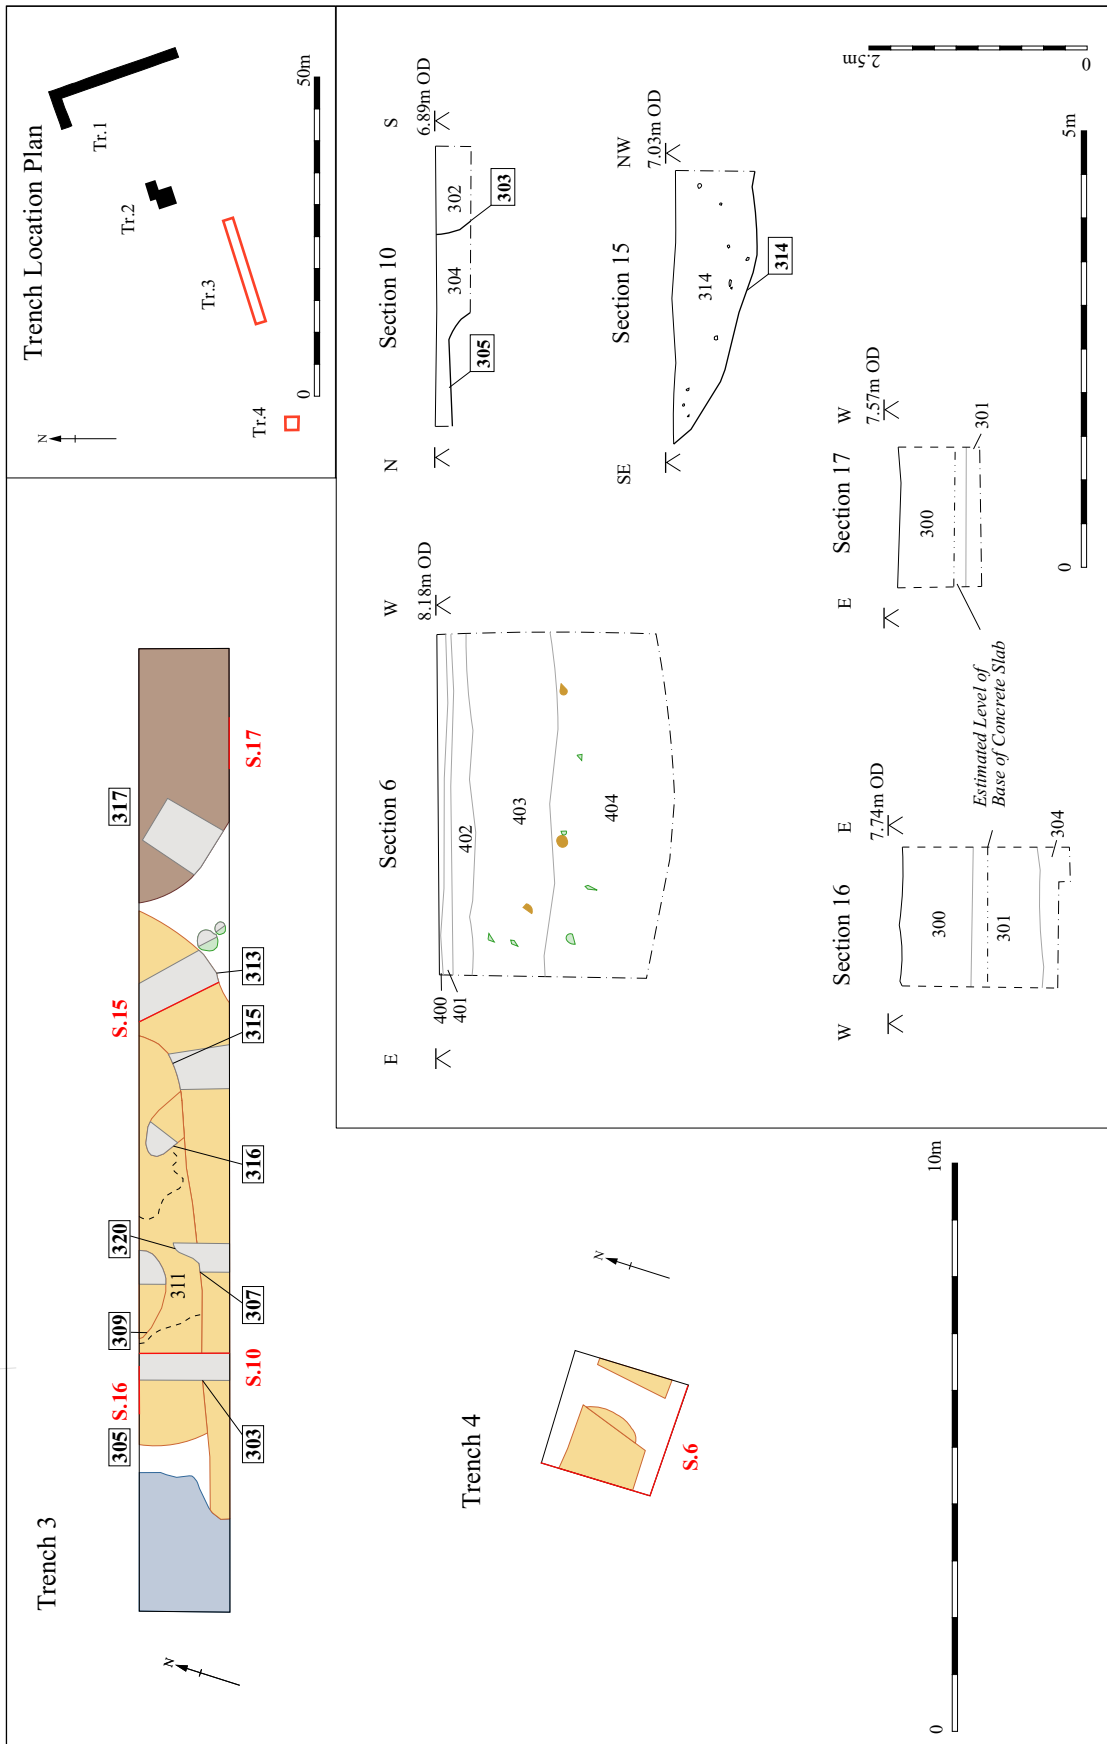 Trench 3
N
305
S.16
309
320
S.15
317
311
303
S.10
307
316
315
313
S.17
Trench 4
N
S.6
0
10m
Trench Location Plan
N
Tr.1
Tr.2
Tr.3
Tr.4
0
50m
Section 6
E
W
8.18m OD
400
401
402
403
404
Section 10
N
S
6.89m OD
305
304
302
303
Section 15
SE
NW
7.03m OD
314
314
Section 16
W
E
7.74m OD
300
301
304
Estimated Level of
Base of Concrete Slab
Section 17
E
W
7.57m OD
300
301
0
5m
0
2.5m